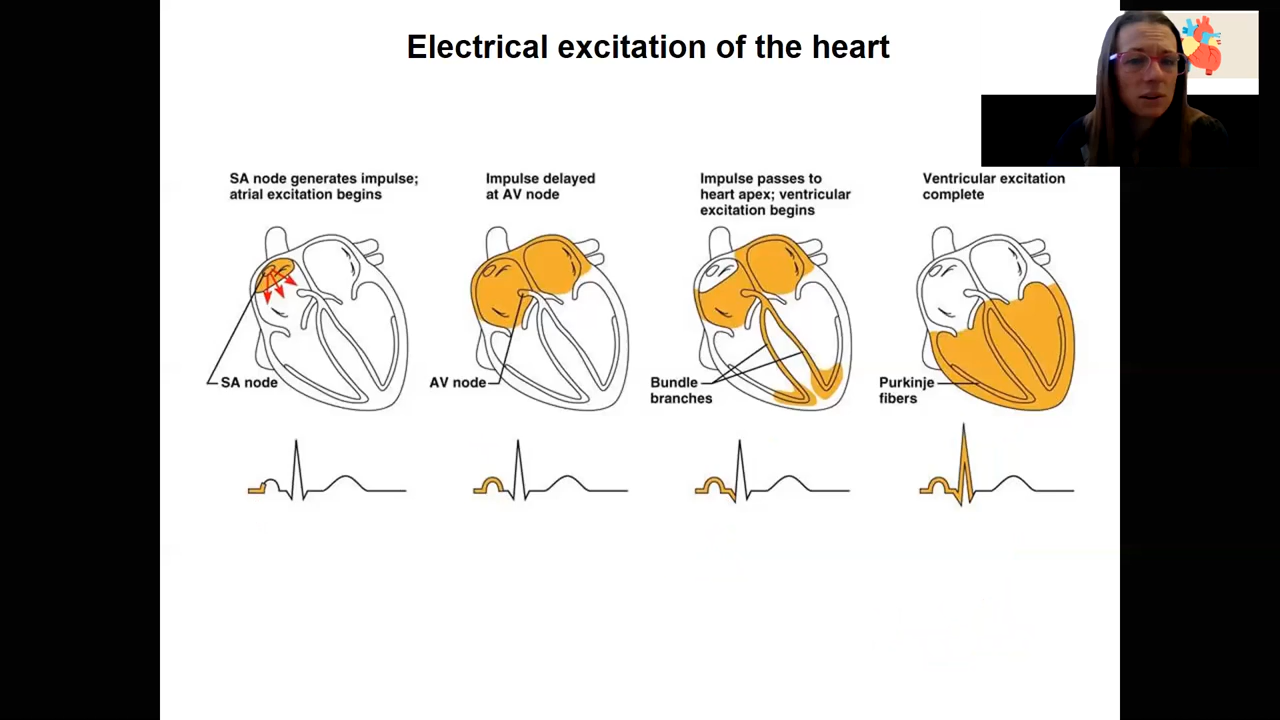 Electrical excitation of the heart
SA node generates impulse;
atrial excitation begins
Impulse delayed
at AV node
Impulse passes to
heart apex; ventricular
excitation begins
Ventricular excitation
complete
SA node
AV node
Bundle
branches
Purkinje
fibers